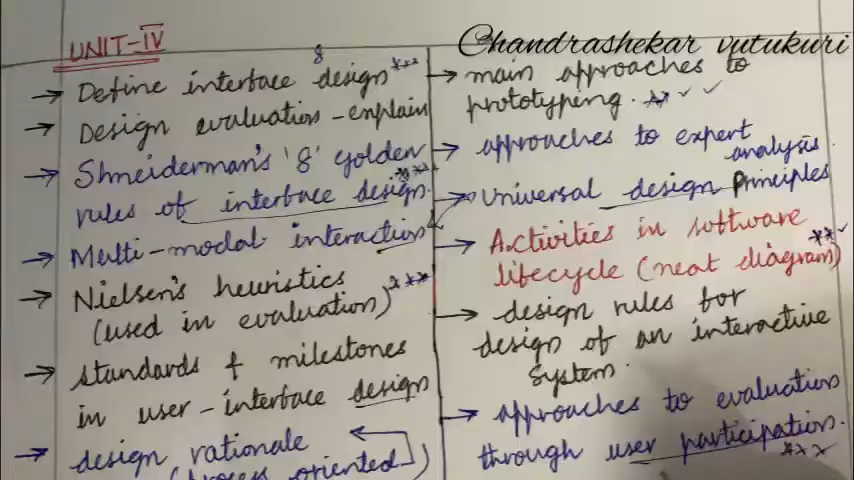 UNIT-IV
Chandrashekar vutukuri
8
→ Define interface design ***
→ Design evaluation - explain
→ Shneiderman's '8' golden
rules of interface design. ***
→ Multi-modal interaction
→ Nielsen's heuristics
(used in evaluation) ***
→ standards & milestones
in user-interface design
→ design rationale
(process oriented)
→ main approaches to
prototyping. ** ✓ ✓
→ approaches to expert
analysis.
→ Universal design Principles
→ Activities in software
lifecycle (neat diagram) ** ✓
→ design rules for
design of an interactive
system.
→ approaches to evaluation
through user participation.
***